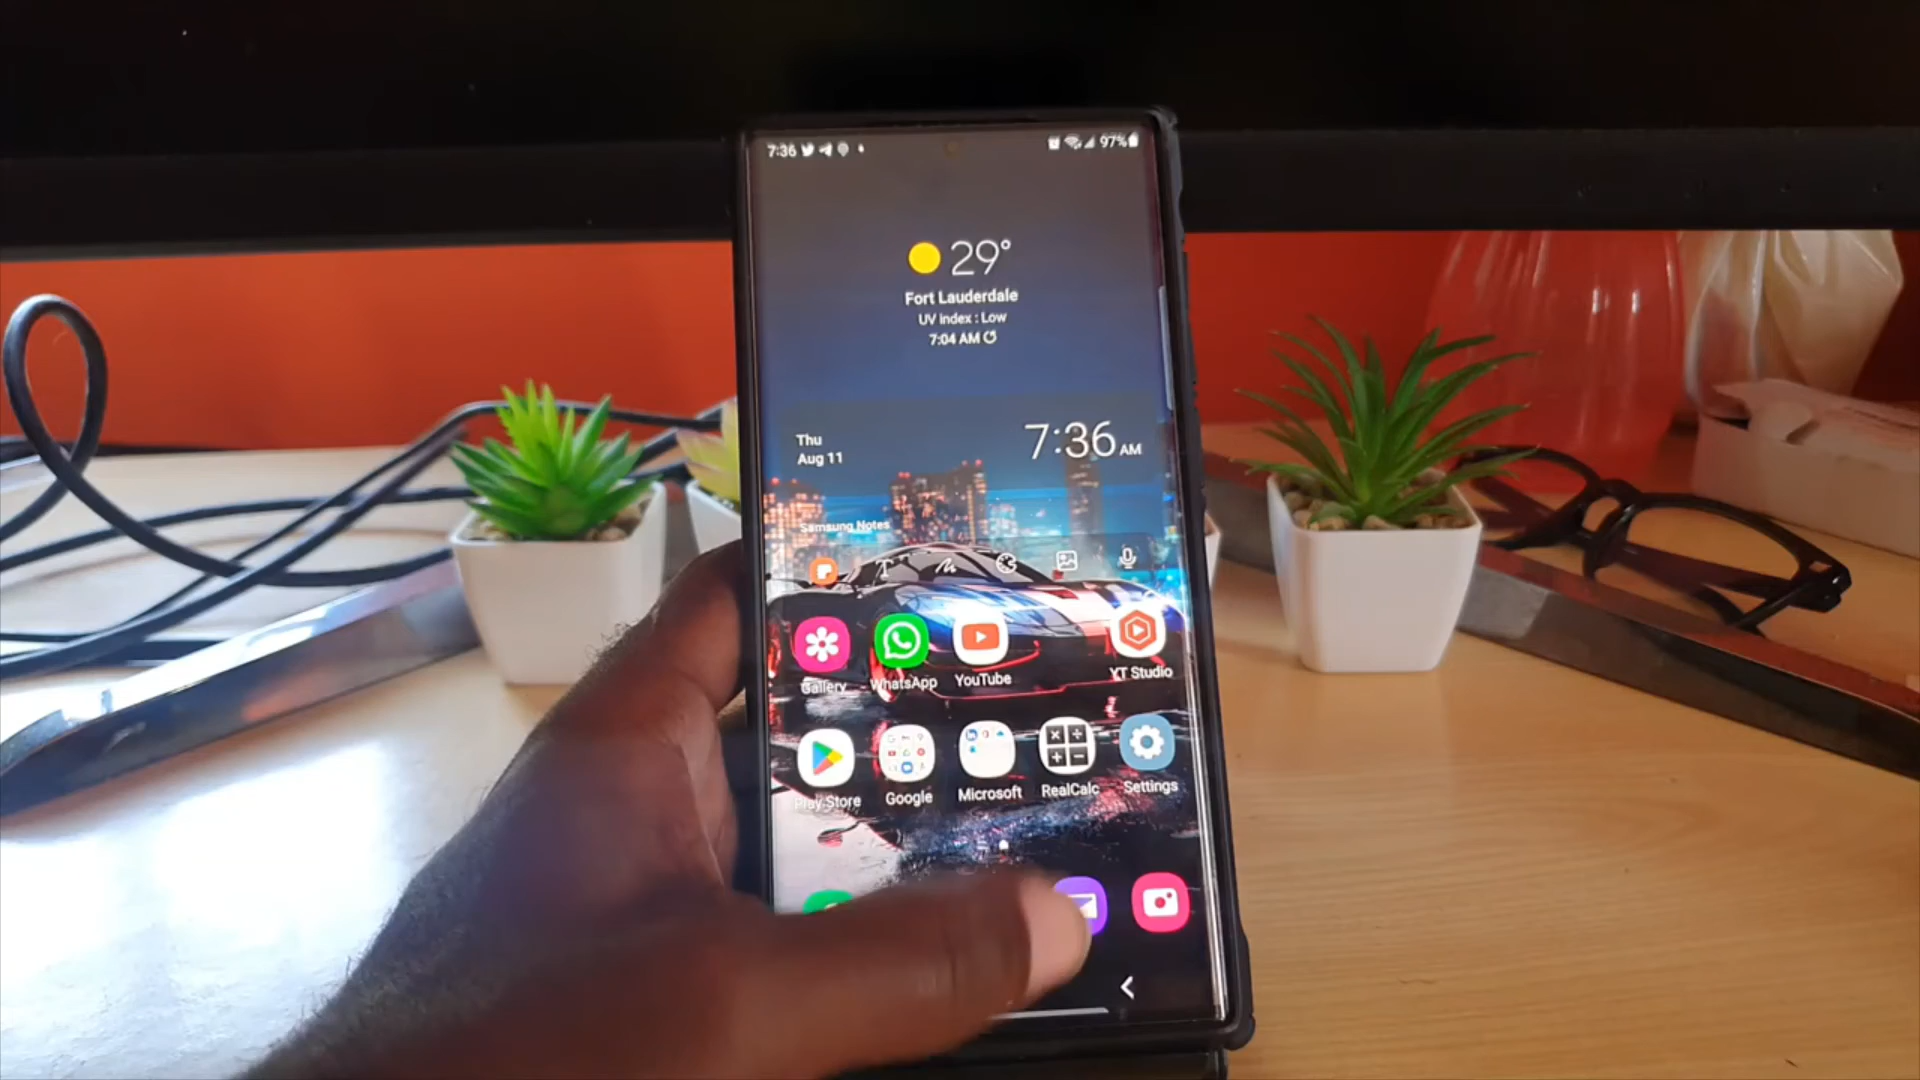 7:36
97%
29°
Fort Lauderdale
UV index : Low
7:04 AM
Thu
Aug 11
7:36 AM
Samsung Notes
Gallery WhatsApp YouTube YT Studio
Play Store Google Microsoft RealCalc Settings